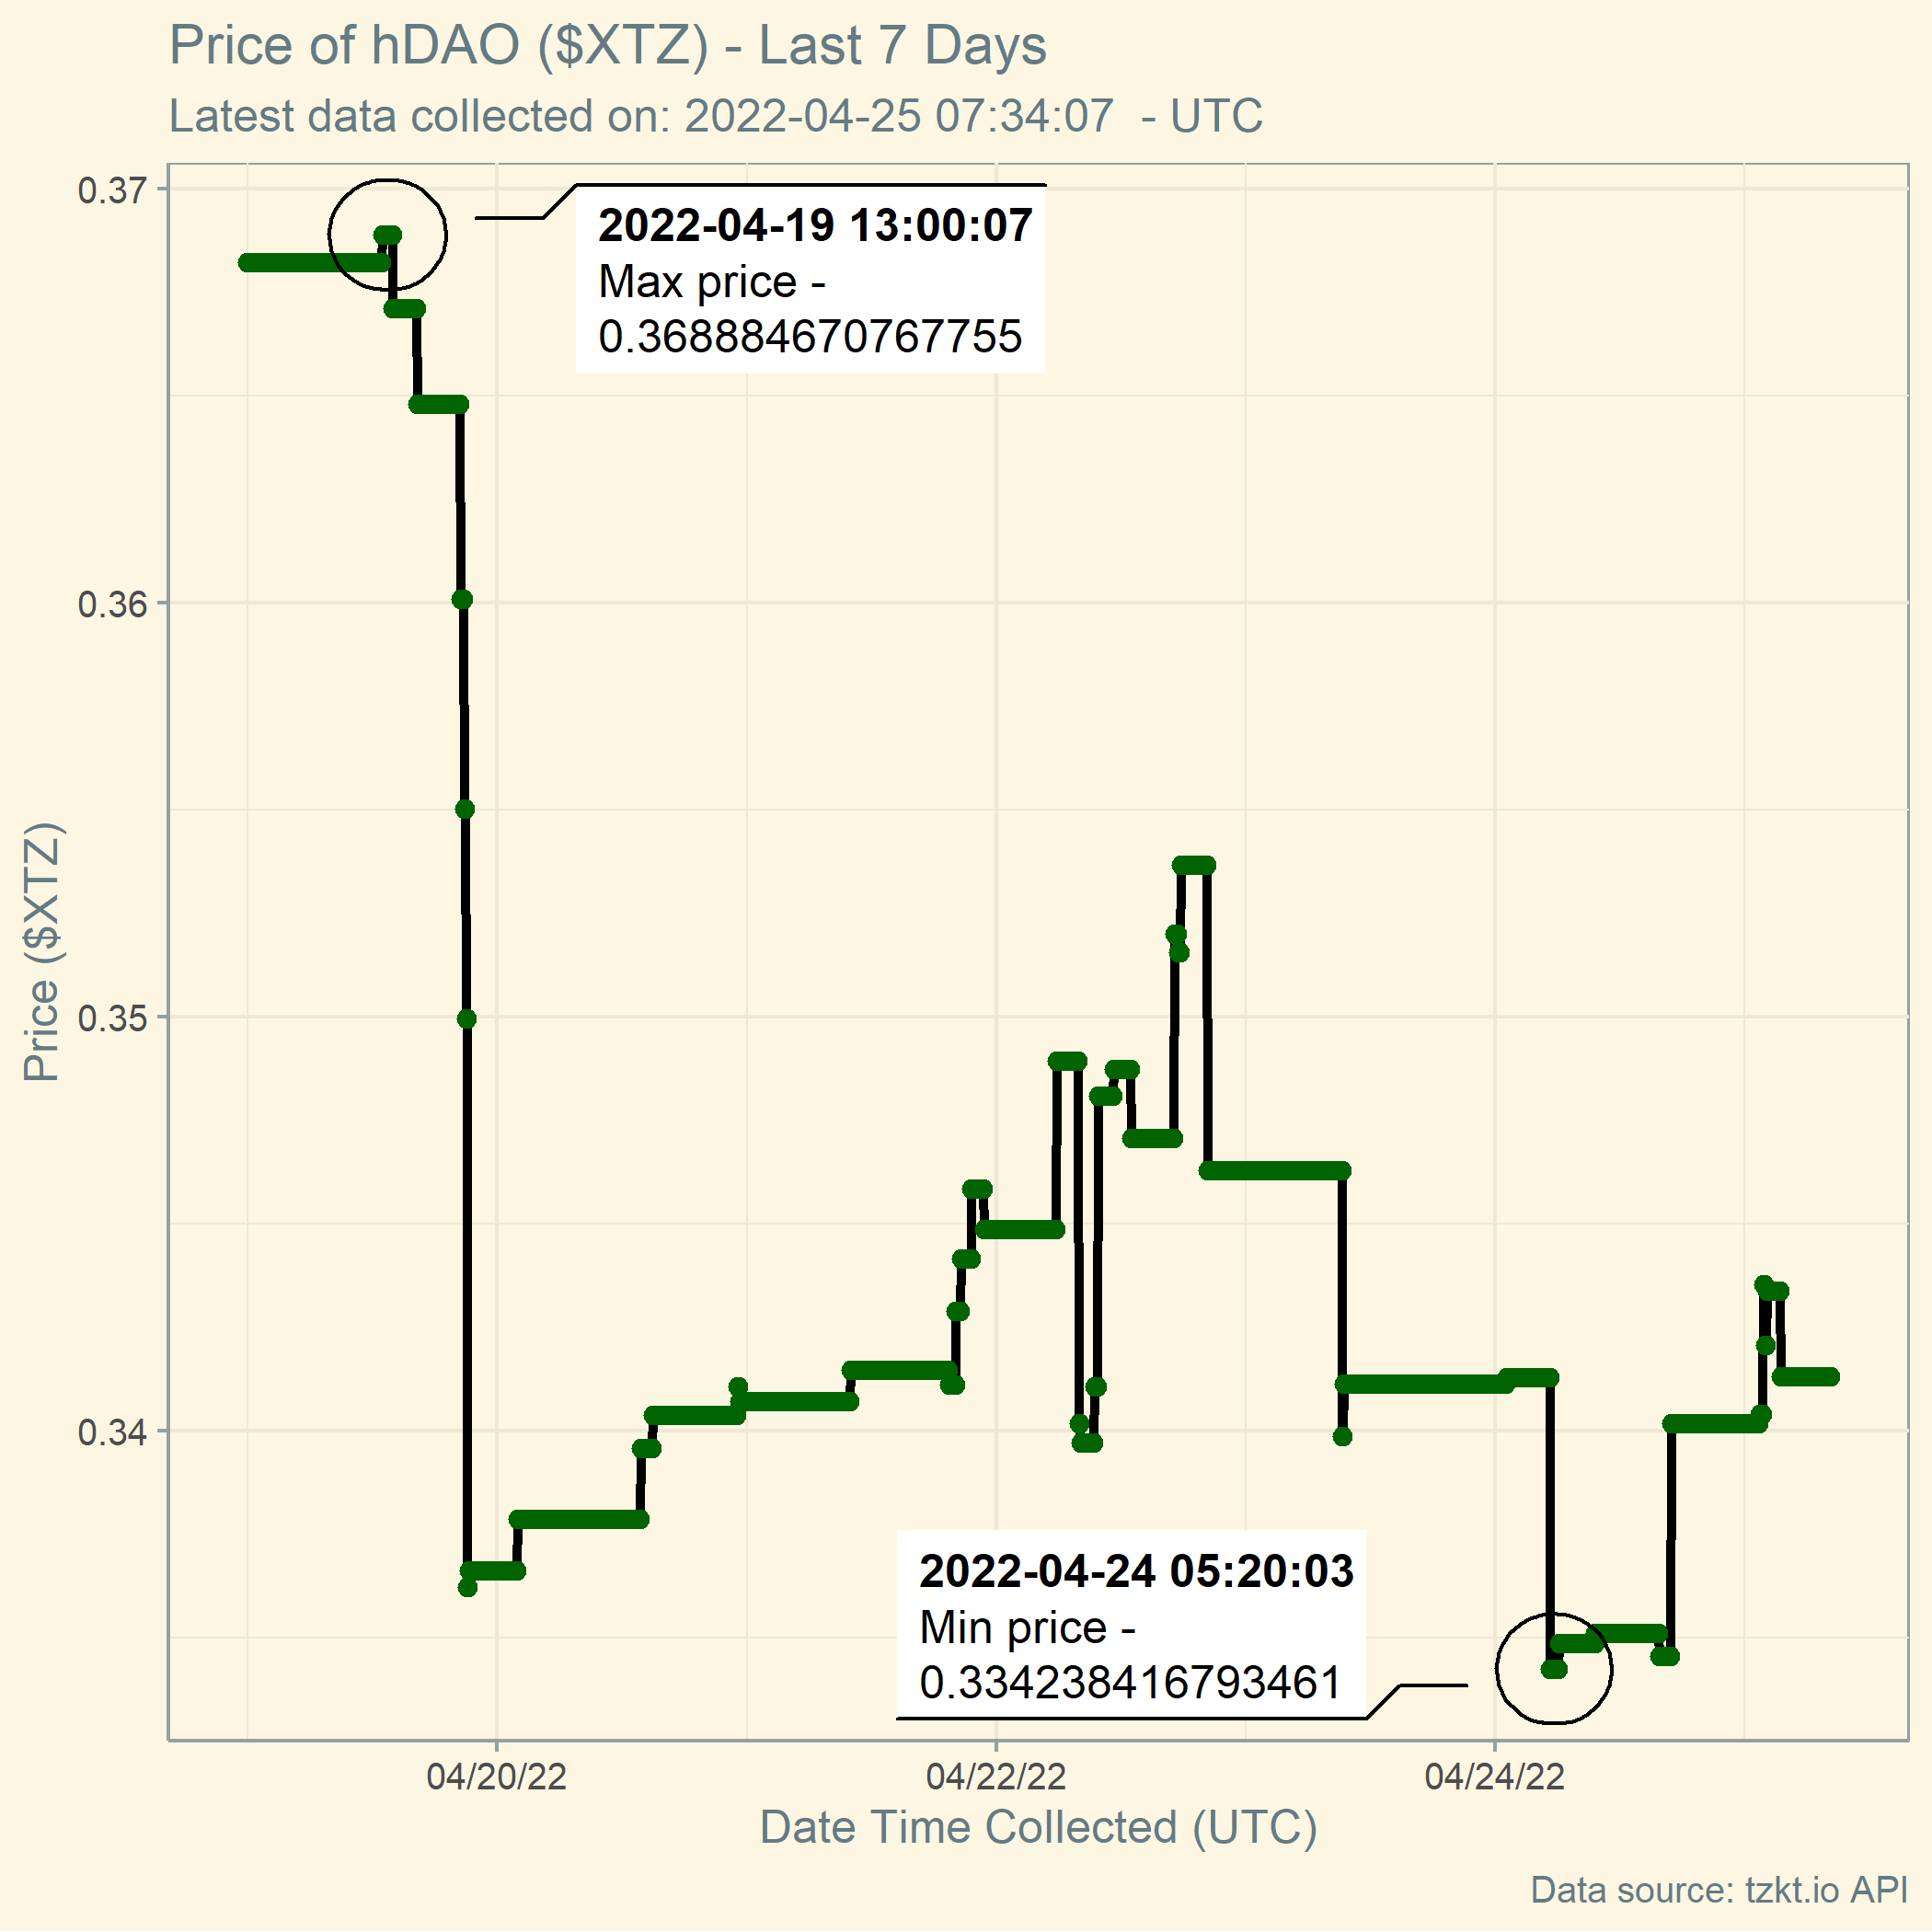 Price of hDAO ($XTZ) - Last 7 Days
Latest data collected on: 2022-04-25 07:34:07  - UTC
0.37
0.36
0.35
0.34
Price ($XTZ)
2022-04-19 13:00:07
Max price -
0.368884670767755
2022-04-24 05:20:03
Min price -
0.334238416793461
04/20/22
04/22/22
04/24/22
Date Time Collected (UTC)
Data source: tzkt.io API